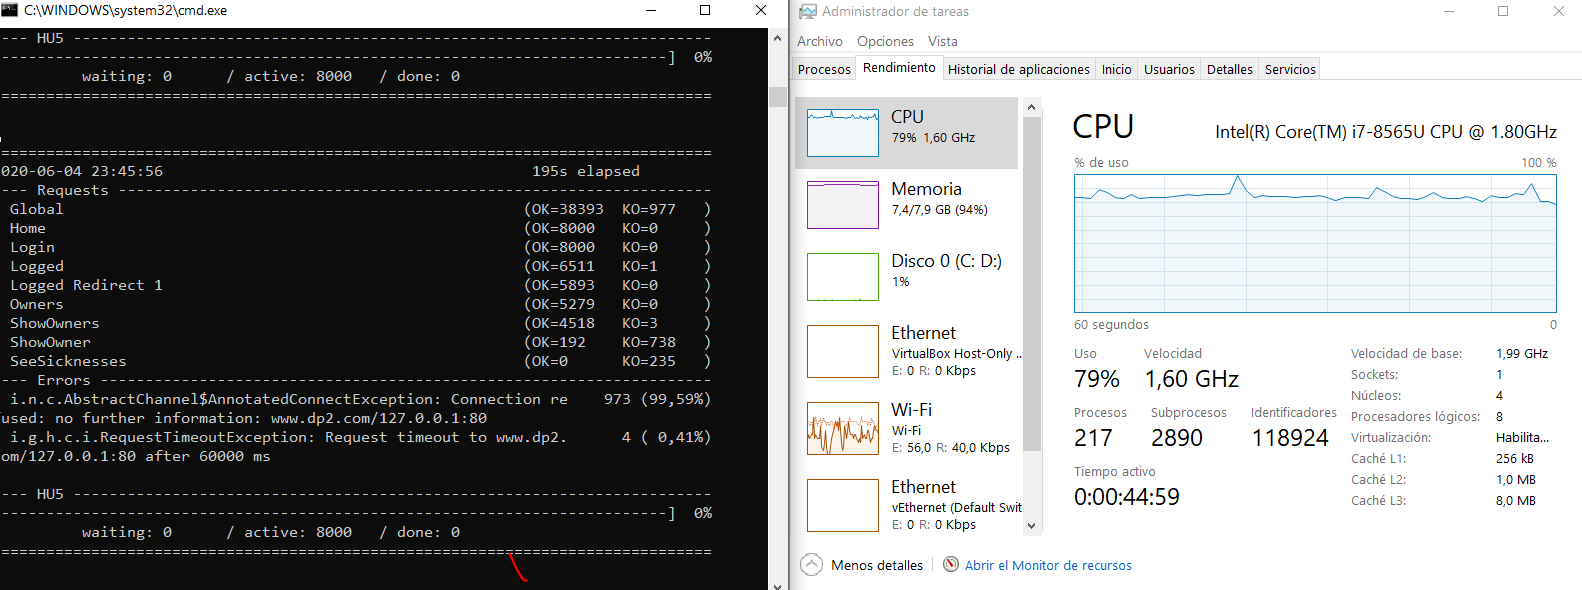 C:\WINDOWS\system32\cmd.exe
--- HU5 -----------------------------------------------------------------------
--------------------------------------------------------------------------]  0%
waiting: 0      / active: 8000   / done: 0
================================================================================
================================================================================
020-06-04 23:45:56                                         195s elapsed
--- Requests ------------------------------------------------------------------
Global                                                   (OK=38393  KO=977   )
Home                                                     (OK=8000   KO=0     )
Login                                                    (OK=8000   KO=0     )
Logged                                                   (OK=6511   KO=1     )
Logged Redirect 1                                        (OK=5893   KO=0     )
Owners                                                   (OK=5279   KO=0     )
ShowOwners                                               (OK=4518   KO=3     )
ShowOwner                                                (OK=192    KO=738   )
SeeSicknesses                                            (OK=0      KO=235   )
--- Errors --------------------------------------------------------------------
i.n.c.AbstractChannel$AnnotatedConnectException: Connection re    973 (99,59%)
used: no further information: www.dp2.com/127.0.0.1:80
i.g.h.c.i.RequestTimeoutException: Request timeout to www.dp2.      4 ( 0,41%)
om/127.0.0.1:80 after 60000 ms
--- HU5 -----------------------------------------------------------------------
--------------------------------------------------------------------------]  0%
waiting: 0      / active: 8000   / done: 0
================================================================================
Administrador de tareas
Archivo Opciones Vista
Procesos Rendimiento Historial de aplicaciones Inicio Usuarios Detalles Servicios
CPU
79% 1,60 GHz
Memoria
7,4/7,9 GB (94%)
Disco 0 (C: D:)
1%
Ethernet
VirtualBox Host-Only ...
E: 0 R: 0 Kbps
Wi-Fi
Wi-Fi
E: 56,0 R: 40,0 Kbps
Ethernet
vEthernet (Default Swit
E: 0 R: 0 Kbps
CPU Intel(R) Core(TM) i7-8565U CPU @ 1.80GHz
% de uso 100 %
60 segundos 0
Uso Velocidad
79% 1,60 GHz
Procesos Subprocesos Identificadores
217 2890 118924
Tiempo activo
0:00:44:59
Velocidad de base: 1,99 GHz
Sockets: 1
Núcleos: 4
Procesadores lógicos: 8
Virtualización: Habilita...
Caché L1: 256 kB
Caché L2: 1,0 MB
Caché L3: 8,0 MB
Menos detalles Abrir el Monitor de recursos